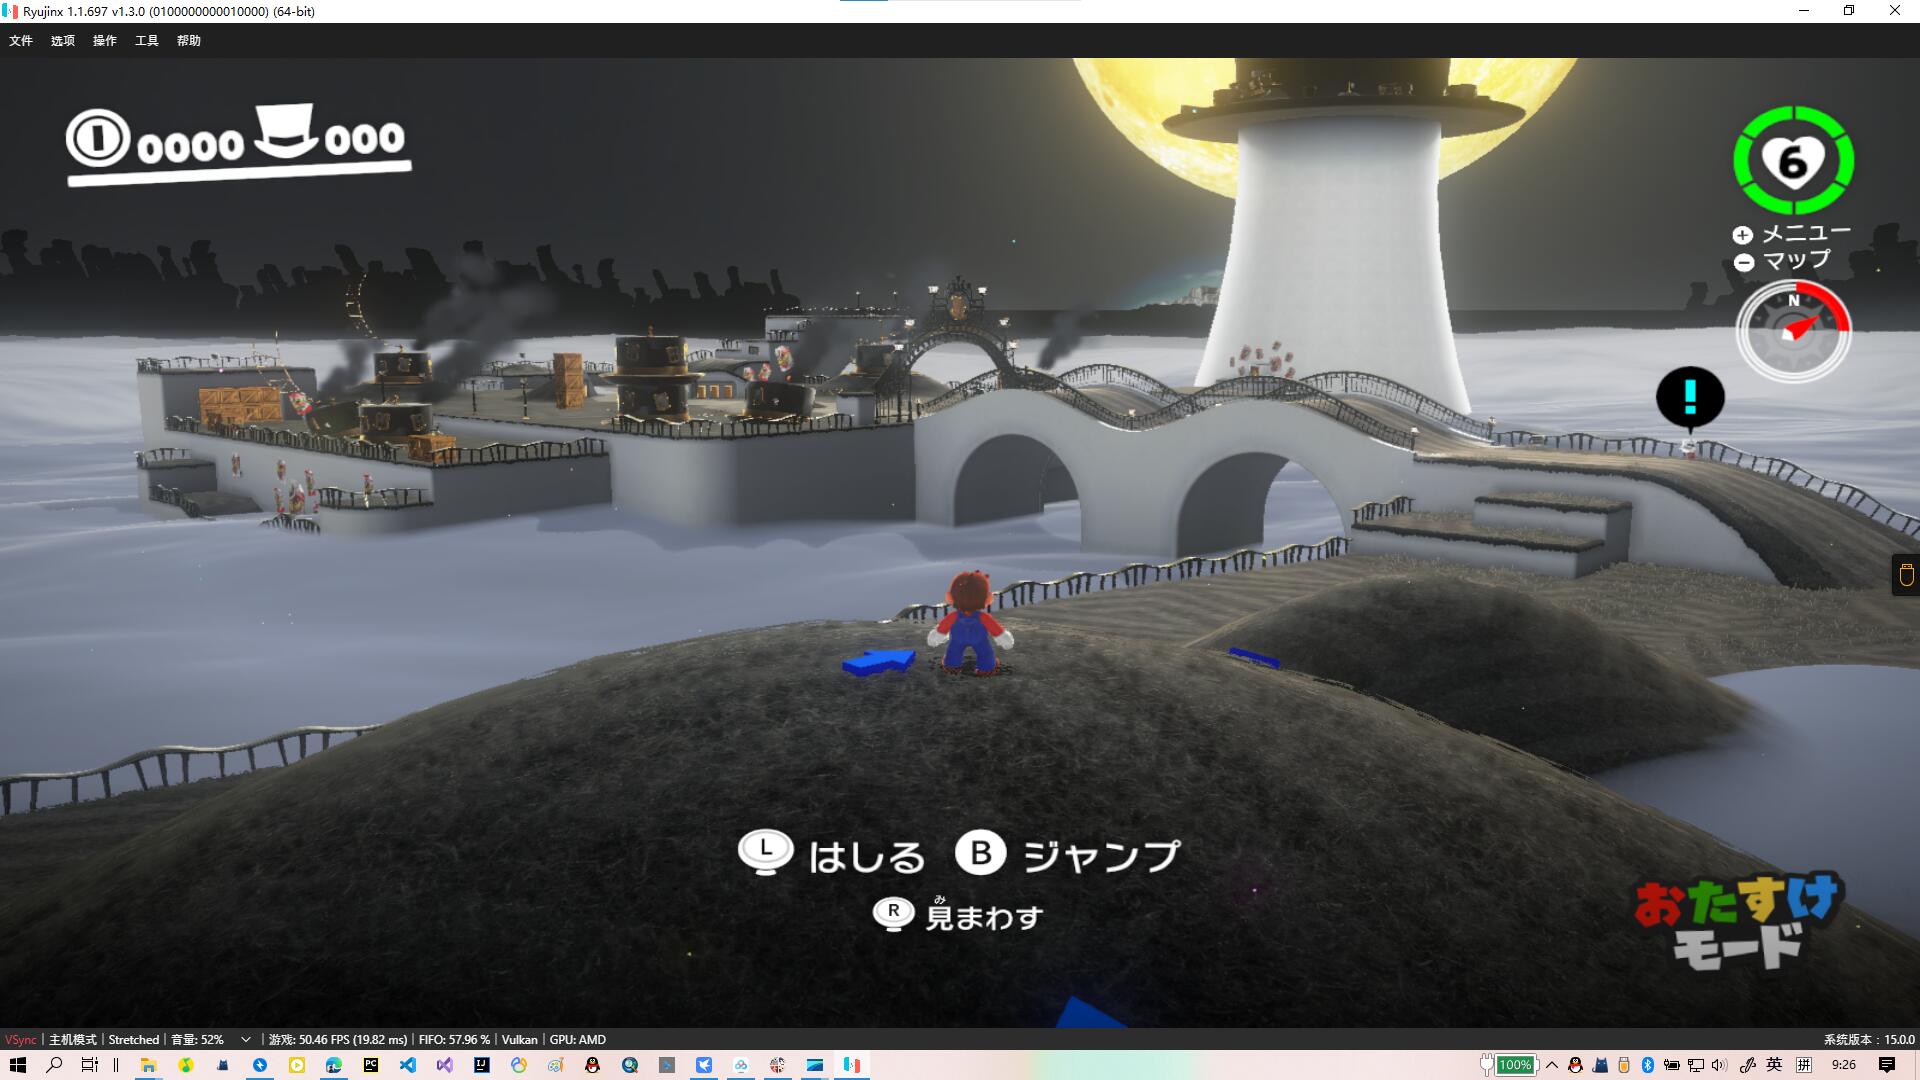 Ryujinx 1.1.697 v1.3.0 (0100000000010000) (64-bit)
文件 选项 操作 工具 帮助
0000 000
6
メニュー
マップ
N
!
L はしる B ジャンプ
み
R 見まわす
おたすけ
モード
VSync | 主机模式 | Stretched | 音量: 52% | 游戏: 50.46 FPS (19.82 ms) | FIFO: 57.96 % | Vulkan | GPU: AMD 系统版本 : 15.0.0
PC IJ 100% 英 拼 9:26